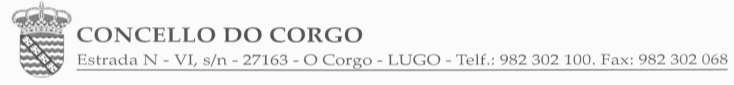 CONCELLO DO CORGO
Estrada N - VI, s/n - 27163 - O Corgo - LUGO - Telf.: 982 302 100. Fax: 982 302 068